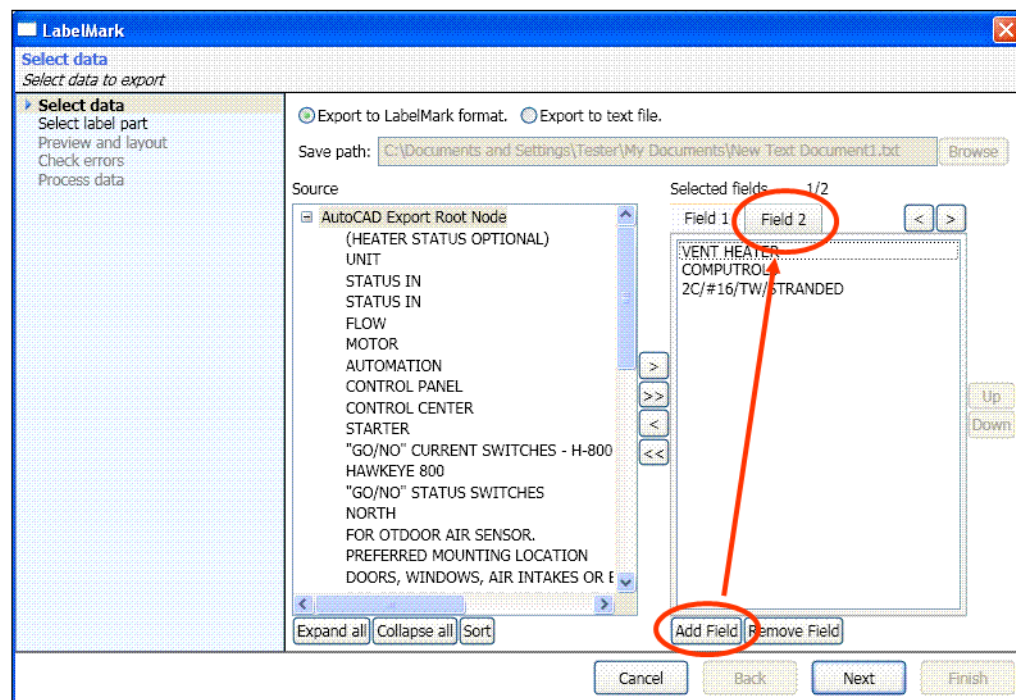 LabelMark
Select data
Select data to export
Select data
Select label part
Preview and layout
Check errors
Process data
Export to LabelMark format. Export to text file.
Save path: C:\Documents and Settings\Tester\My Documents\New Text Document1.txt Browse
Source
AutoCAD Export Root Node
(HEATER STATUS OPTIONAL)
UNIT
STATUS IN
STATUS IN
FLOW
MOTOR
AUTOMATION
CONTROL PANEL
CONTROL CENTER
STARTER
"GO/NO" CURRENT SWITCHES - H-800
HAWKEYE 800
"GO/NO" STATUS SWITCHES
NORTH
FOR OTDOOR AIR SENSOR.
PREFERRED MOUNTING LOCATION
DOORS, WINDOWS, AIR INTAKES OR E
Expand all Collapse all Sort
>
>>
<
<<
Selected fields 1/2
Field 1 Field 2 < >
VENT HEATER
COMPUTROL
2C/#16/TW/STRANDED
Up
Down
Add Field Remove Field
Cancel Back Next Finish